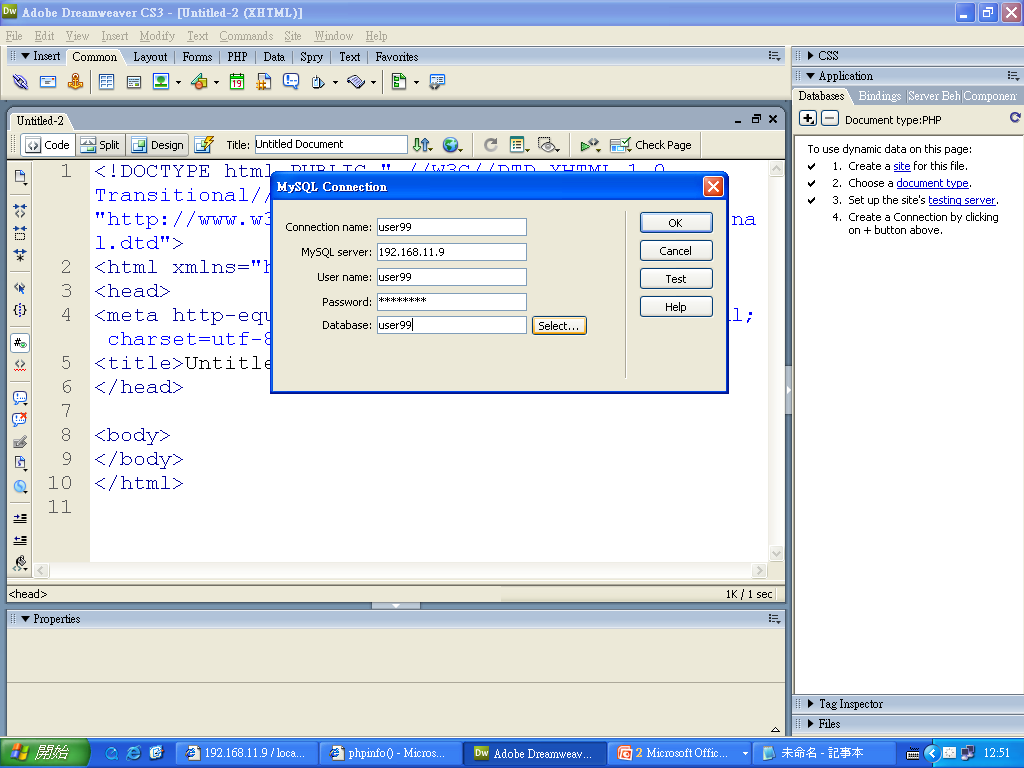 Adobe Dreamweaver CS3 - [Untitled-2 (XHTML)]
File Edit View Insert Modify Text Commands Site Window Help
Insert Common Layout Forms PHP Data Spry Text Favorites
Untitled-2
Code Split Design Title: Untitled Document Check Page
1 <!DOCTYPE html PUBLIC "-//W3C//DTD XHTML 1.0
Transitional//
"http://www.w3 na
l.dtd">
2 <html xmlns="h
3 <head>
4 <meta http-equ l;
charset=utf-8
5 <title>Untitle
6 </head>
7
8 <body>
9 </body>
10 </html>
11
MySQL Connection
Connection name: user99
MySQL server: 192.168.11.9
User name: user99
Password: ********
Database: user99
Select...
OK
Cancel
Test
Help
<head> 1K / 1 sec
Properties
CSS
Application
Databases Bindings Server Beh Componen
Document type:PHP
To use dynamic data on this page:
1. Create a site for this file.
2. Choose a document type.
3. Set up the site's testing server.
4. Create a Connection by clicking
on + button above.
Tag Inspector
Files
開始 192.168.11.9 / loca... phpinfo() - Micros... Adobe Dreamweav... 2 Microsoft Offic... 未命名 - 記事本 12:51